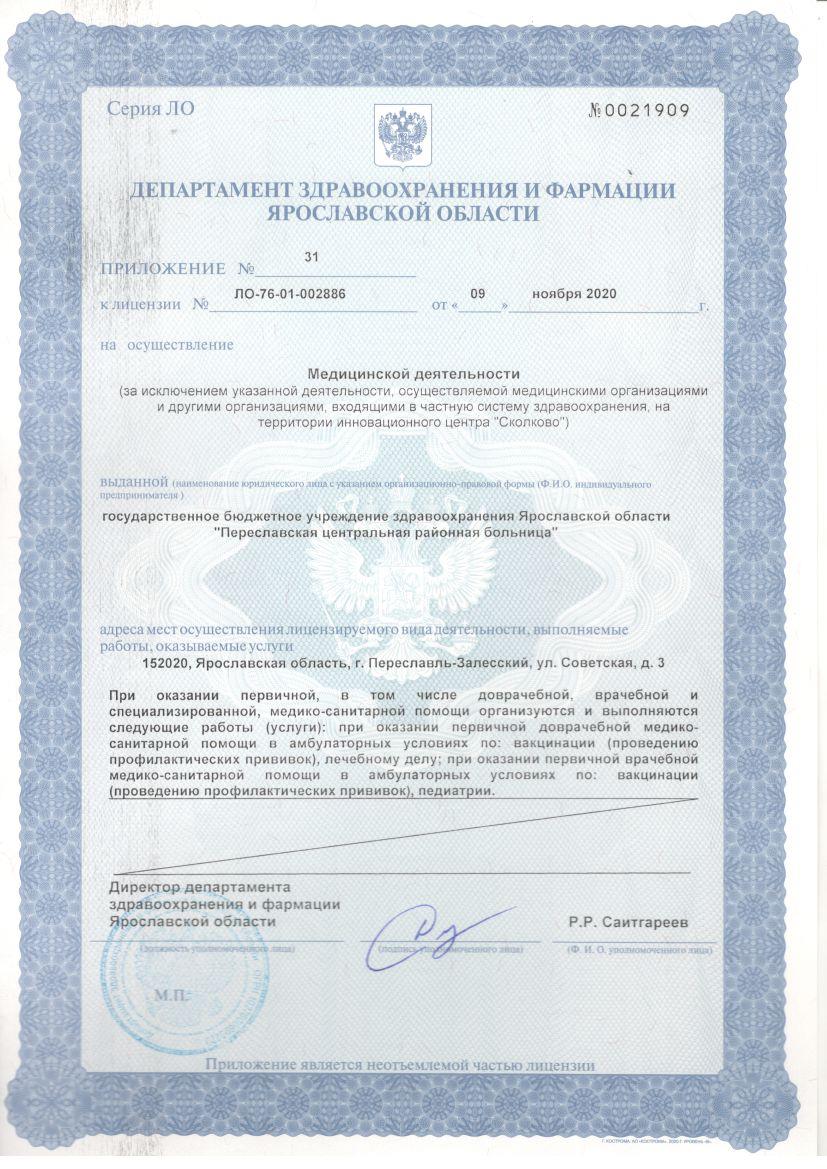 Серия ЛО
№ 0021909
ДЕПАРТАМЕНТ ЗДРАВООХРАНЕНИЯ И ФАРМАЦИИ
ЯРОСЛАВСКОЙ ОБЛАСТИ
ПРИЛОЖЕНИЕ № 31
к лицензии № ЛО-76-01-002886 от « 09 » ноября 2020 г.
на осуществление
Медицинской деятельности
(за исключением указанной деятельности, осуществляемой медицинскими организациями
и другими организациями, входящими в частную систему здравоохранения, на
территории инновационного центра "Сколково")
выданной (наименование юридического лица с указанием организационно-правовой формы (Ф.И.О. индивидуального
предпринимателя )
государственное бюджетное учреждение здравоохранения Ярославской области
"Переславская центральная районная больница"
адреса мест осуществления лицензируемого вида деятельности, выполняемые
работы, оказываемые услуги
152020, Ярославская область, г. Переславль-Залесский, ул. Советская, д. 3
При оказании первичной, в том числе доврачебной, врачебной и
специализированной, медико-санитарной помощи организуются и выполняются
следующие работы (услуги): при оказании первичной доврачебной медико-
санитарной помощи в амбулаторных условиях по: вакцинации (проведению
профилактических прививок), лечебному делу; при оказании первичной врачебной
медико-санитарной помощи в амбулаторных условиях по: вакцинации
(проведению профилактических прививок), педиатрии.
Директор департамента
здравоохранения и фармации
Ярославской области
Р.Р. Саитгареев
(должность уполномоченного лица)
(подпись уполномоченного лица)
(Ф. И. О. уполномоченного лица)
М.П.
Приложение является неотъемлемой частью лицензии
Г. КОСТРОМА. АО «КОСТРОМА». 2020 Г. УРОВЕНЬ «В».